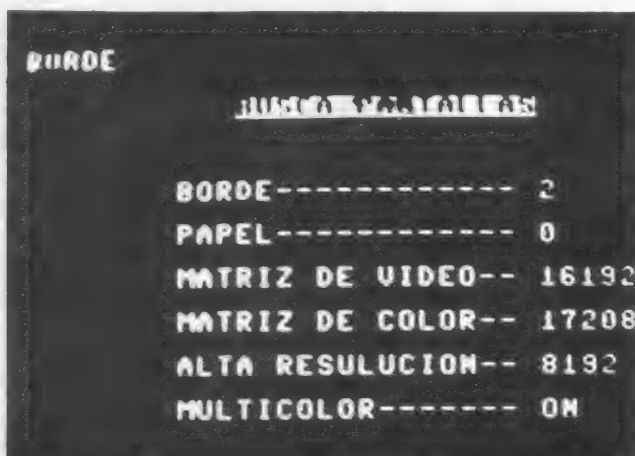 BORDE
BORDE------------ 2
PAPEL------------ 0
MATRIZ DE VIDEO-- 16192
MATRIZ DE COLOR-- 17208
ALTA RESULUCION-- 8192
MULTICOLOR------- ON